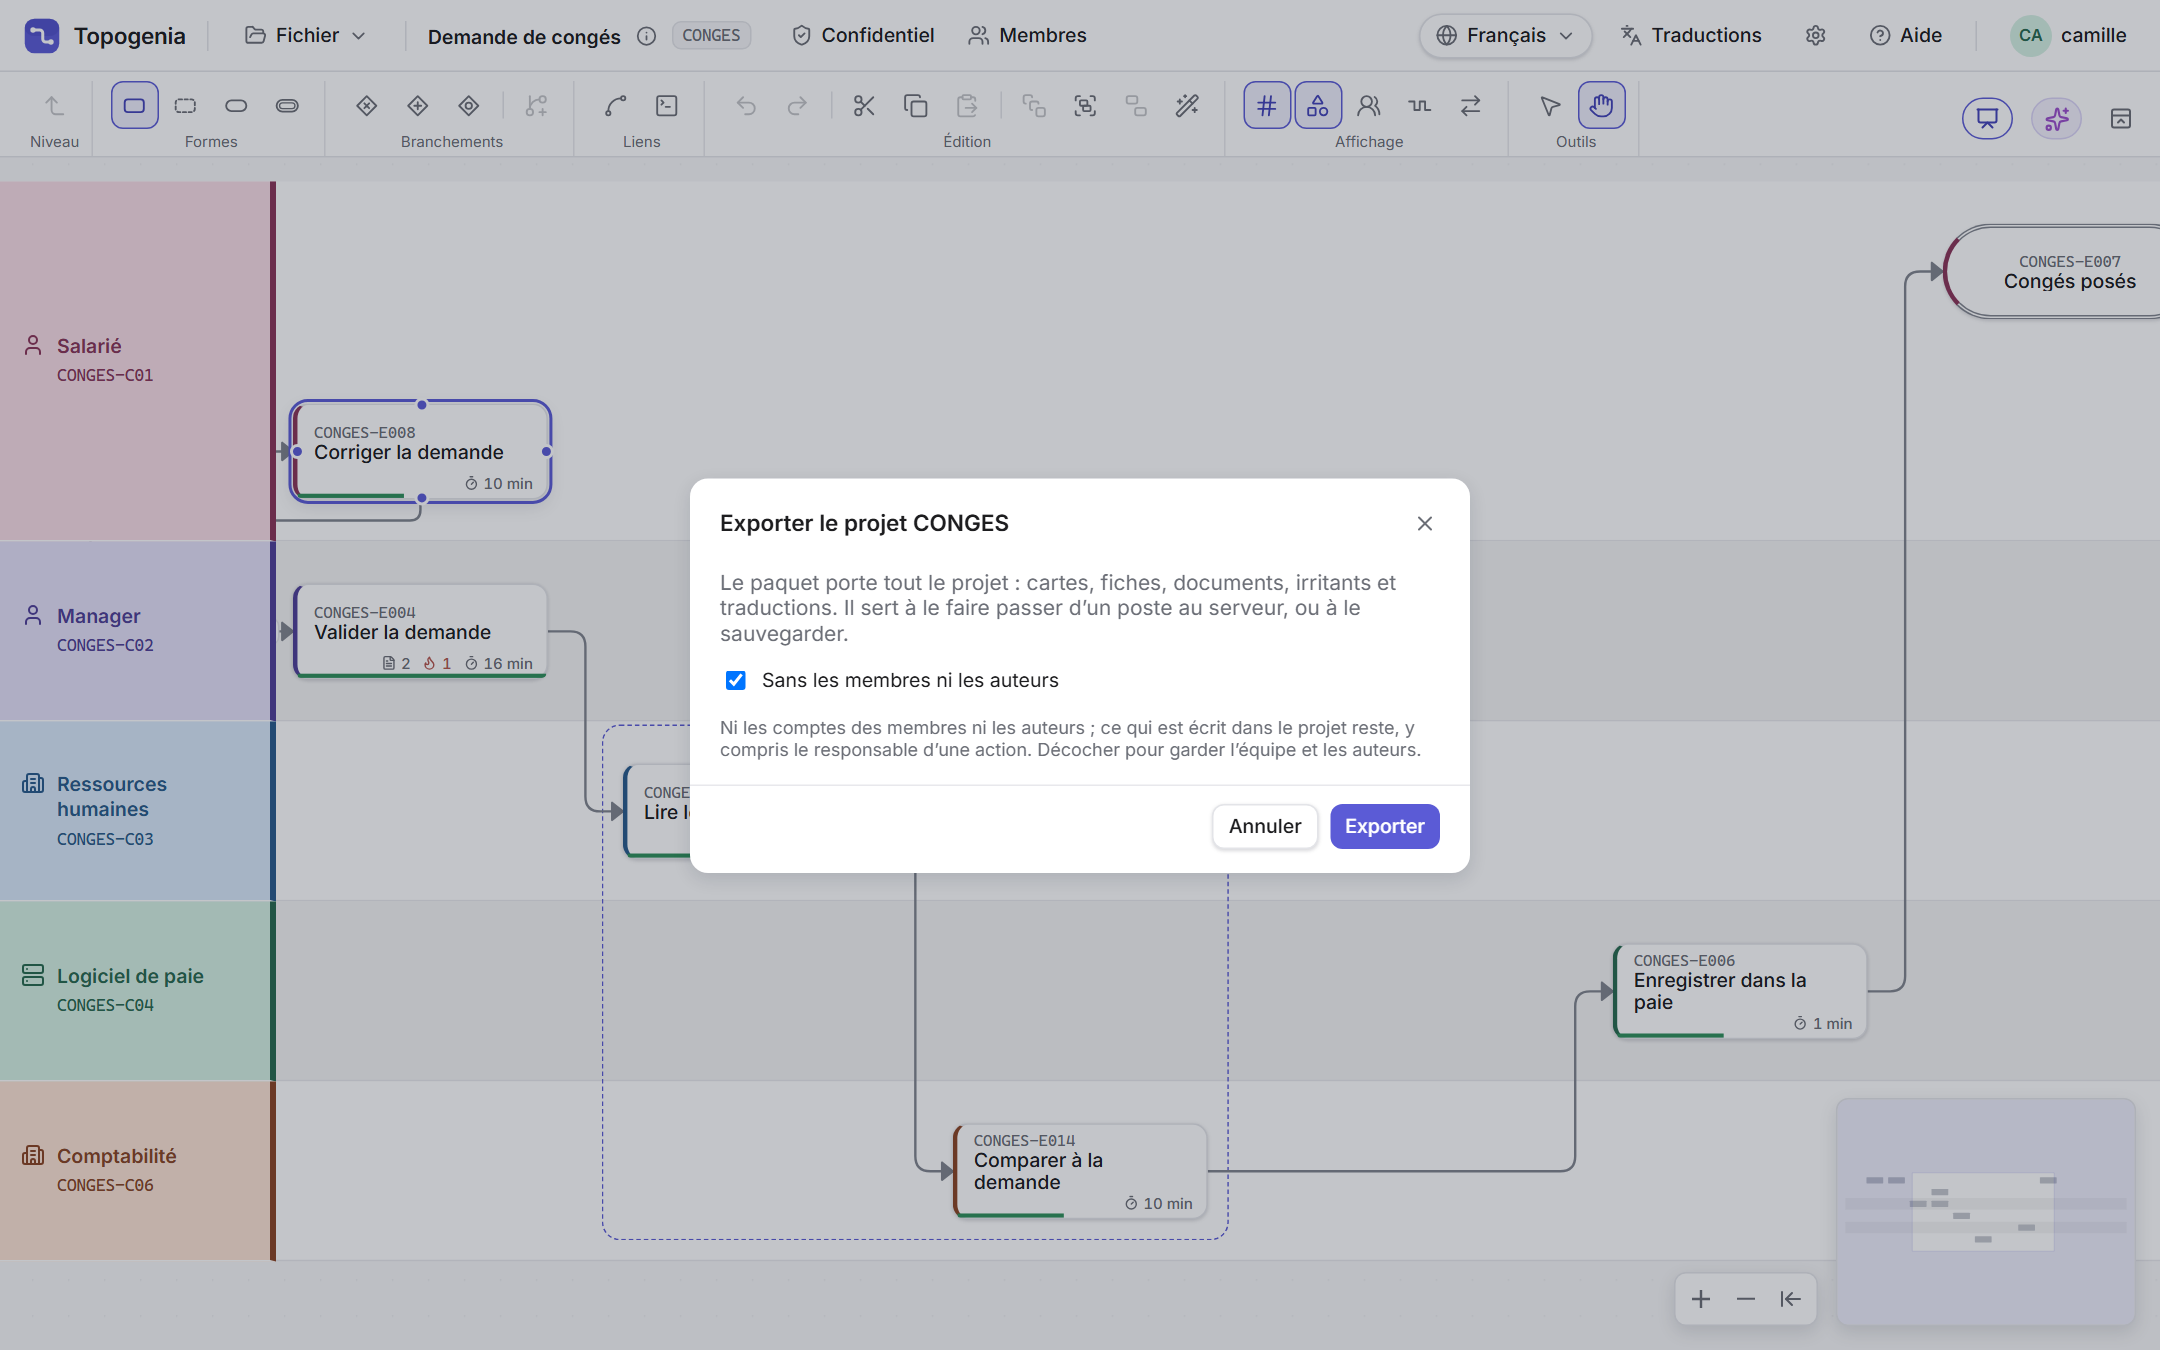 Topogenia
Fichier
Demande de congés
CONGES
Confidentiel
Membres
Français
Traductions
Aide
CA
camille
Niveau
Formes
Branchements
Liens
Édition
Affichage
Outils
Salarié
CONGES-C01
CONGES-E007
Congés posés
CONGES-E008
Corriger la demande
10 min
Manager
CONGES-C02
CONGES-E004
Valider la demande
2 1 16 min
Exporter le projet CONGES
Le paquet porte tout le projet : cartes, fiches, documents, irritants et
traductions. Il sert à le faire passer d’un poste au serveur, ou à le
sauvegarder.
Sans les membres ni les auteurs
Ni les comptes des membres ni les auteurs ; ce qui est écrit dans le projet reste, y
compris le responsable d’une action. Décocher pour garder l’équipe et les auteurs.
Annuler
Exporter
Ressources
humaines
CONGES-C03
CONGE
Lire
Logiciel de paie
CONGES-C04
CONGES-E006
Enregistrer dans la
paie
1 min
Comptabilité
CONGES-C06
CONGES-E014
Comparer à la
demande
10 min